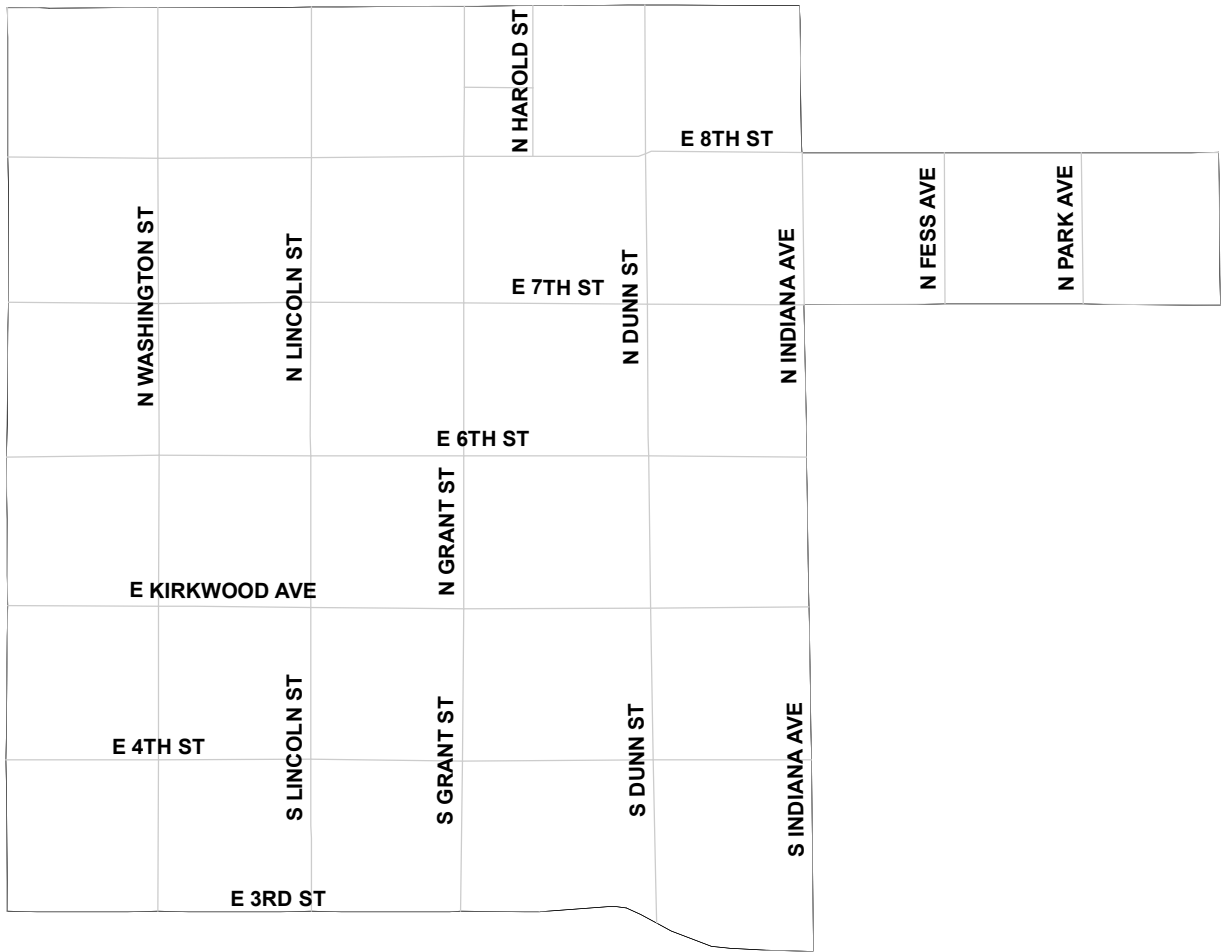 N HAROLD ST
E 8TH ST
N WASHINGTON ST
N LINCOLN ST
E 7TH ST
N DUNN ST
N INDIANA AVE
N FESS AVE
N PARK AVE
E 6TH ST
N GRANT ST
E KIRKWOOD AVE
S LINCOLN ST
S GRANT ST
S DUNN ST
S INDIANA AVE
E 4TH ST
E 3RD ST